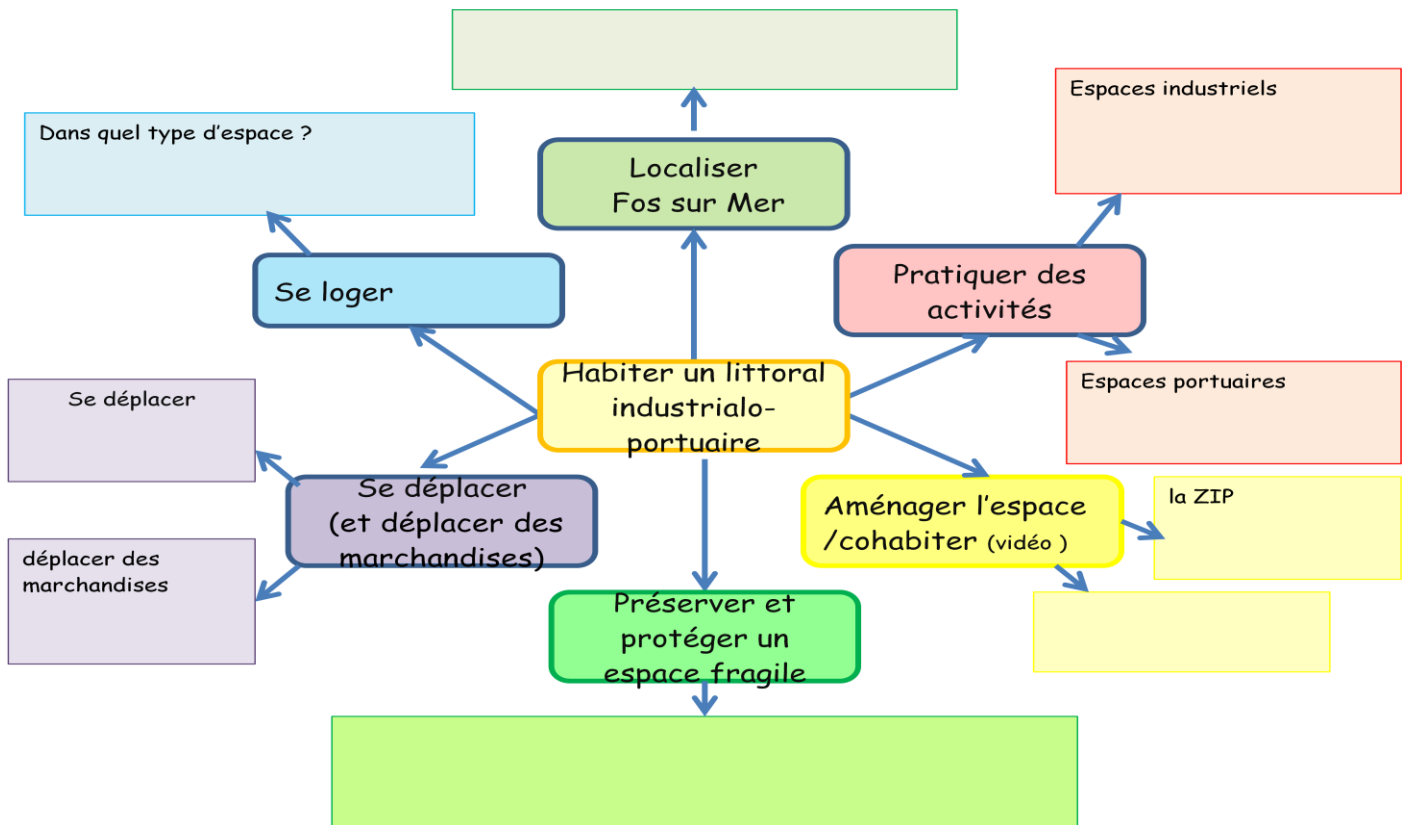 Espaces industriels
Dans quel type d'espace ?
Localiser
Fos sur Mer
Se loger
Pratiquer des
activités
Habiter un littoral
industrialo-
portuaire
Espaces portuaires
Se déplacer
Se déplacer
(et déplacer des
marchandises)
Aménager l'espace
/cohabiter (vidéo )
la ZIP
déplacer des
marchandises
Préserver et
protéger un
espace fragile